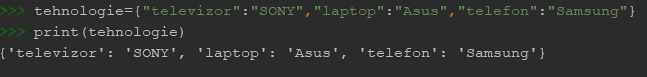 >>> tehnologie={"televizor":"SONY","laptop":"Asus","telefon":"Samsung"}
>>> print(tehnologie)
{'televizor': 'SONY', 'laptop': 'Asus', 'telefon': 'Samsung'}